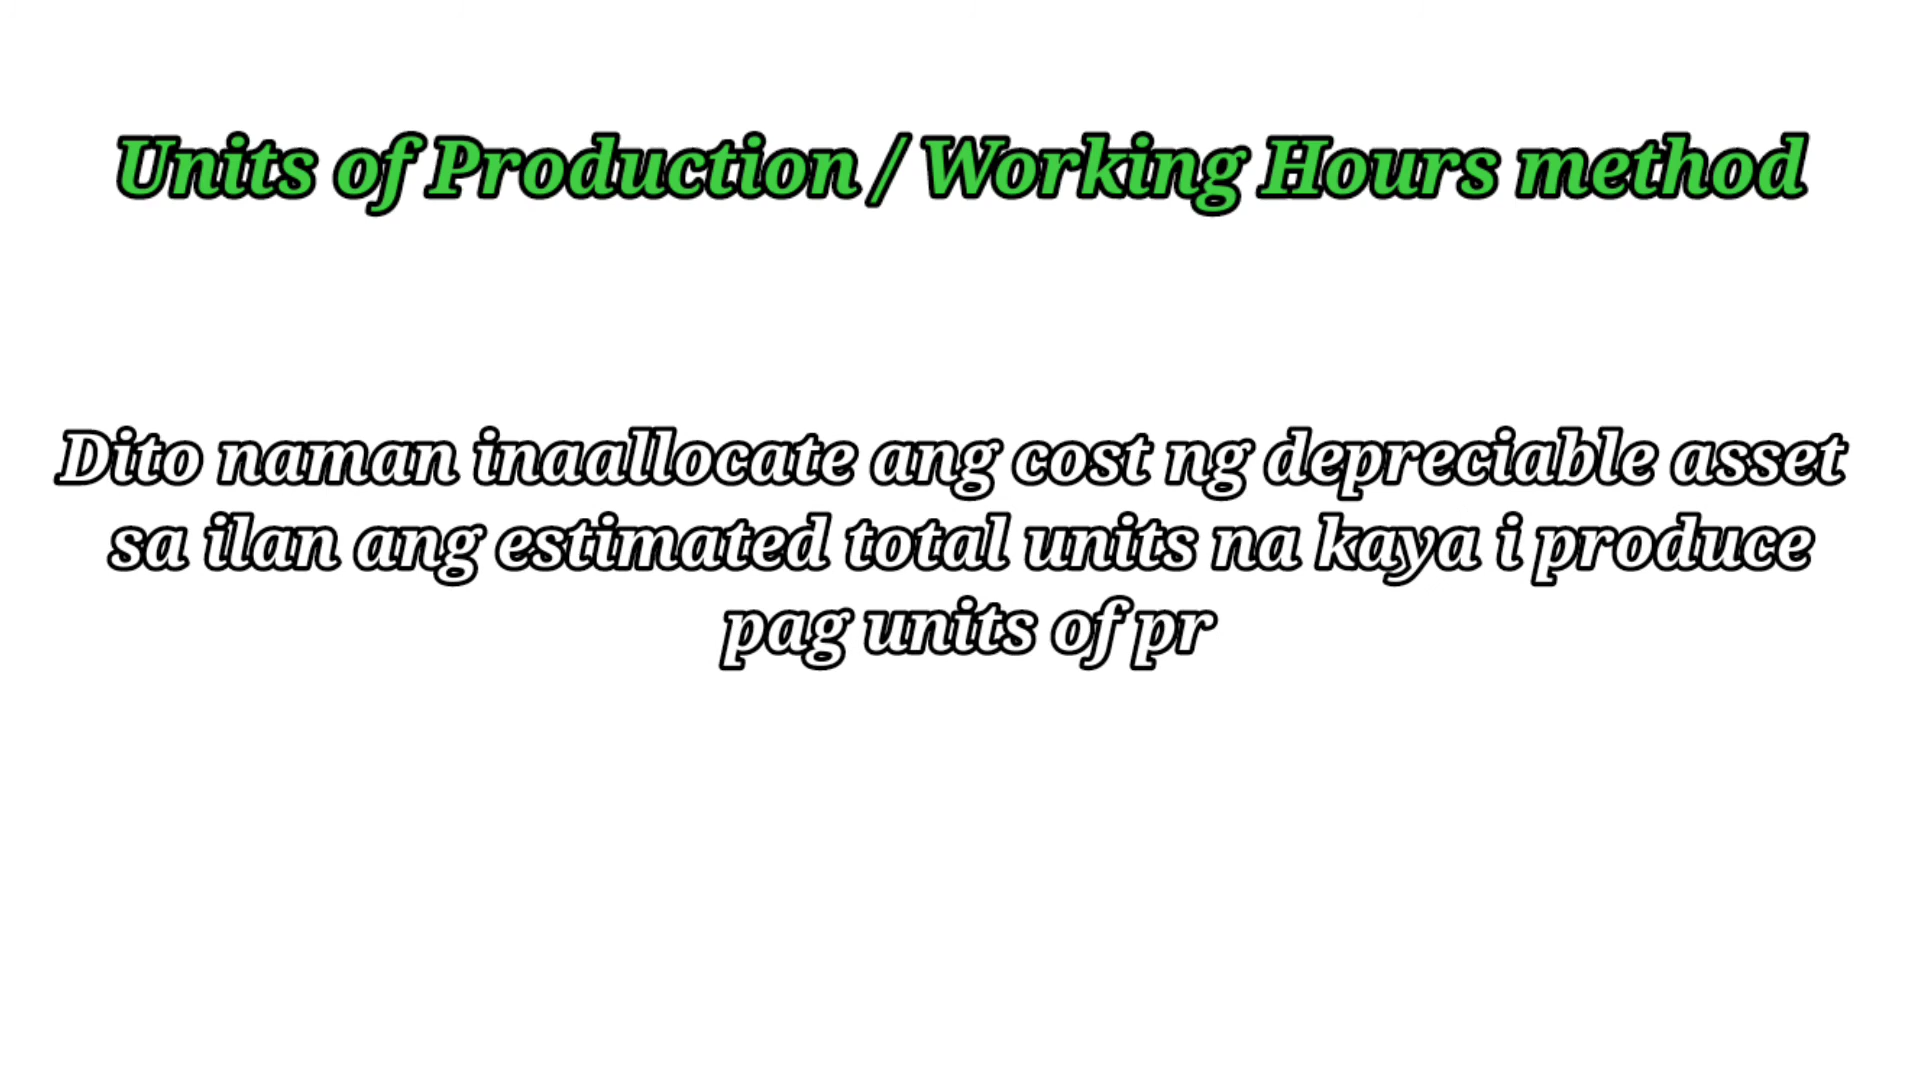 Units of Production / Working Hours method
Dito naman inaallocate ang cost ng depreciable asset
sa ilan ang estimated total units na kaya i produce
pag units of pr